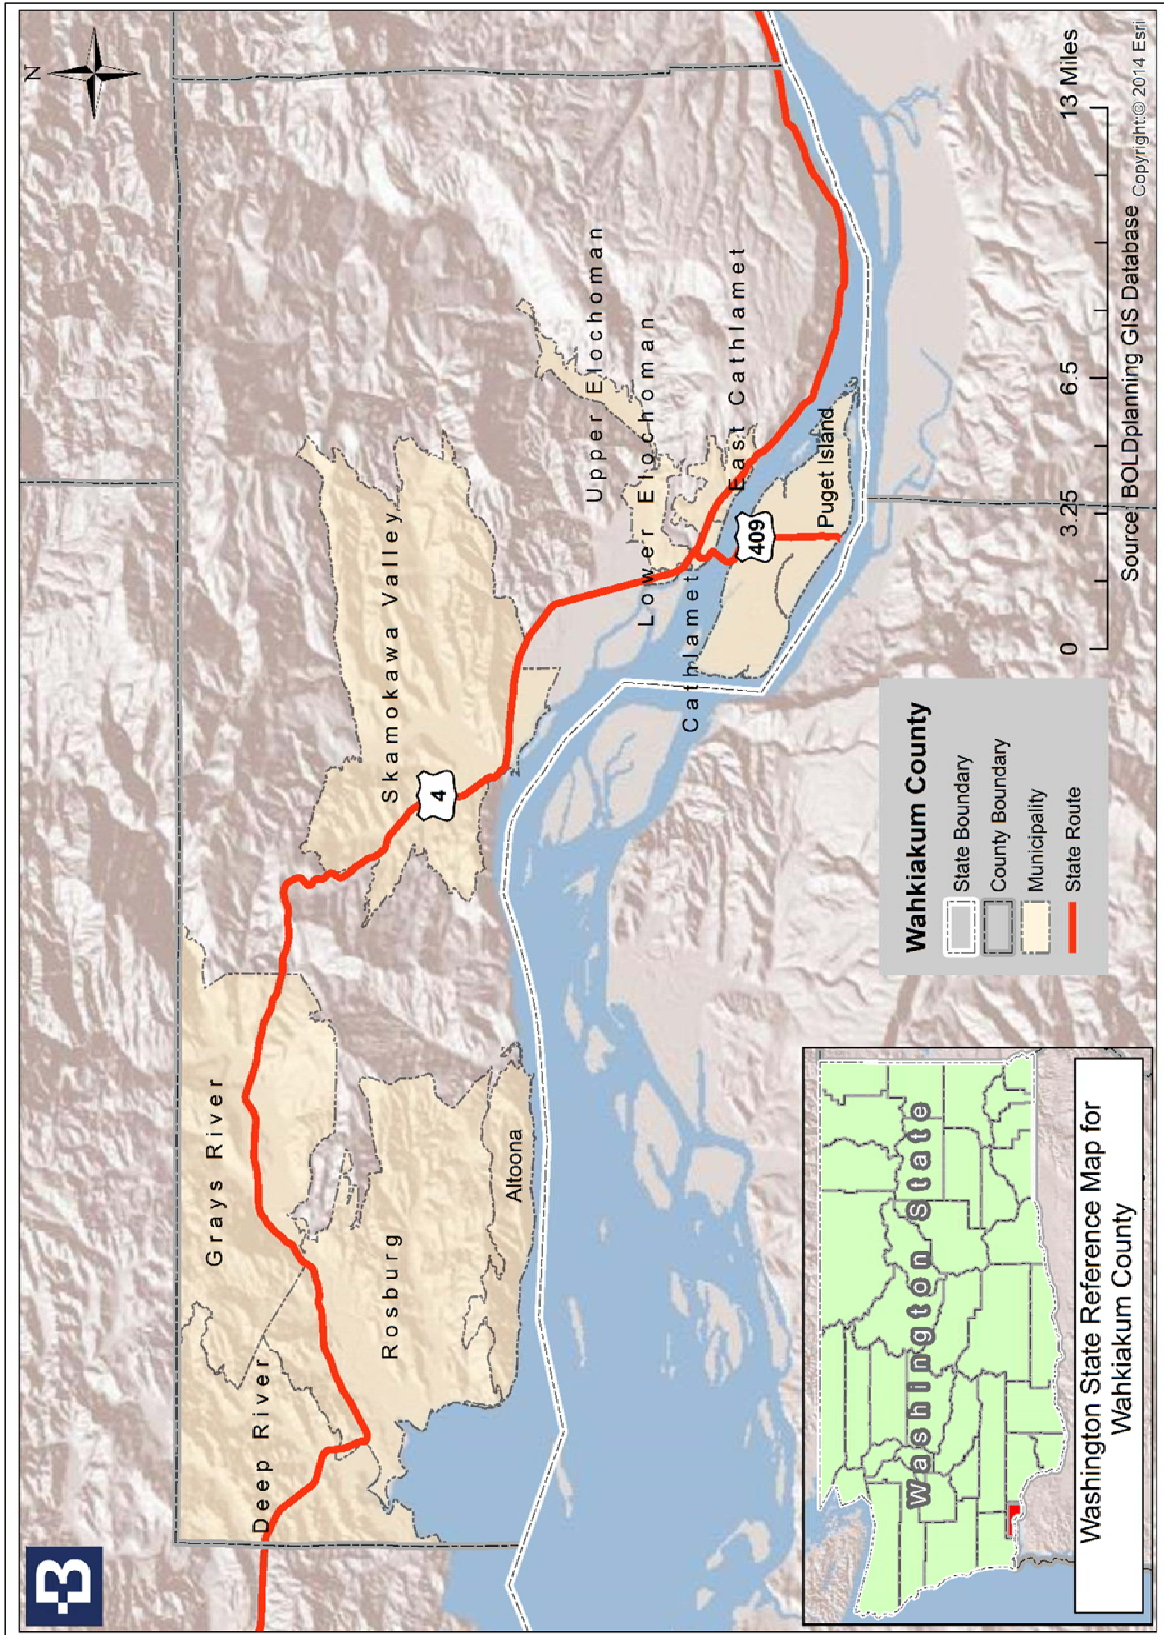 N
Grays River
Deep River
Rosburg
Altoona
Skamokawa Valley
4
Upper Elochoman
Lower Elochoman
East Cathlamet
Cathlamet
409
Puget Island
Wahkiakum County
State Boundary
County Boundary
Municipality
State Route
0 3.25 6.5 13 Miles
Source: BOLDplanning GIS Database
Copyright:© 2014 Esri
Washington State
Washington State Reference Map for
Wahkiakum County